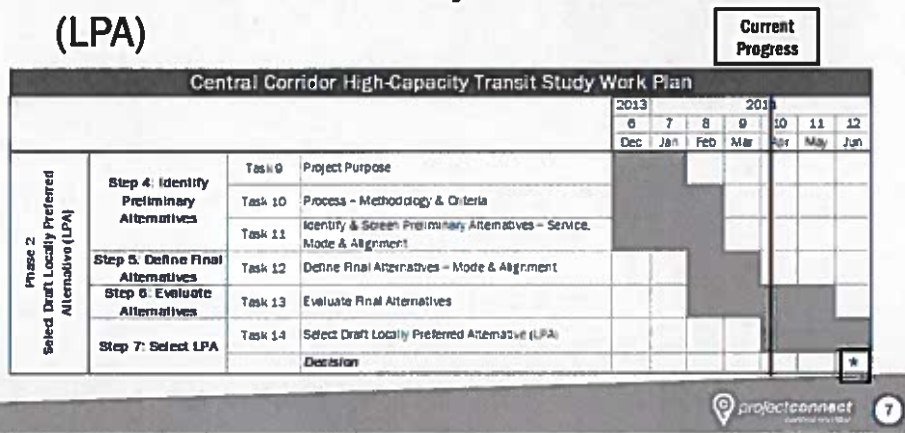 (LPA)
Current
Progress
Central Corridor High-Capacity Transit Study Work Plan
2013 2014
6 7 8 9 10 11 12
Dec Jan Feb Mar Apr May Jun
Phase 2
Select Draft Locally Preferred
Alternative (LPA)
Step 4: Identify
Preliminary
Alternatives
Task 9 Project Purpose
Task 10 Process – Methodology & Criteria
Task 11 Identify & Screen Preliminary Alternatives – Service,
Mode & Alignment
Step 5: Define Final
Alternatives
Task 12 Define Final Alternatives – Mode & Alignment
Step 6: Evaluate
Alternatives
Task 13 Evaluate Final Alternatives
Step 7: Select LPA
Task 14 Select Draft Locally Preferred Alternative (LPA)
Decision
projectconnect
7